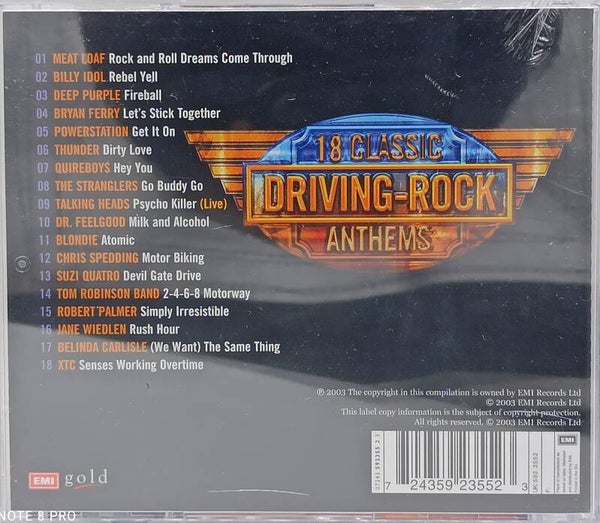 01 MEAT LOAF Rock and Roll Dreams Come Through
02 BILLY IDOL Rebel Yell
03 DEEP PURPLE Fireball
04 BRYAN FERRY Let's Stick Together
05 POWERSTATION Get It On
06 THUNDER Dirty Love
07 QUIREBOYS Hey You
08 THE STRANGLERS Go Buddy Go
09 TALKING HEADS Psycho Killer (Live)
10 DR. FEELGOOD Milk and Alcohol
11 BLONDIE Atomic
12 CHRIS SPEDDING Motor Biking
13 SUZI QUATRO Devil Gate Drive
14 TOM ROBINSON BAND 2-4-6-8 Motorway
15 ROBERT PALMER Simply Irresistible
16 JANE WIEDLEN Rush Hour
17 BELINDA CARLISLE (We Want) The Same Thing
18 XTC Senses Working Overtime
18 CLASSIC
DRIVING-ROCK
ANTHEMS
℗ 2003 The copyright in this compilation is owned by EMI Records Ltd
© 2003 EMI Records Ltd
This label copy information is the subject of copyright protection.
All rights reserved. © 2003 EMI Records Ltd
EMI gold
7 24359 23552 3
EMI
NOTE 8 PRO